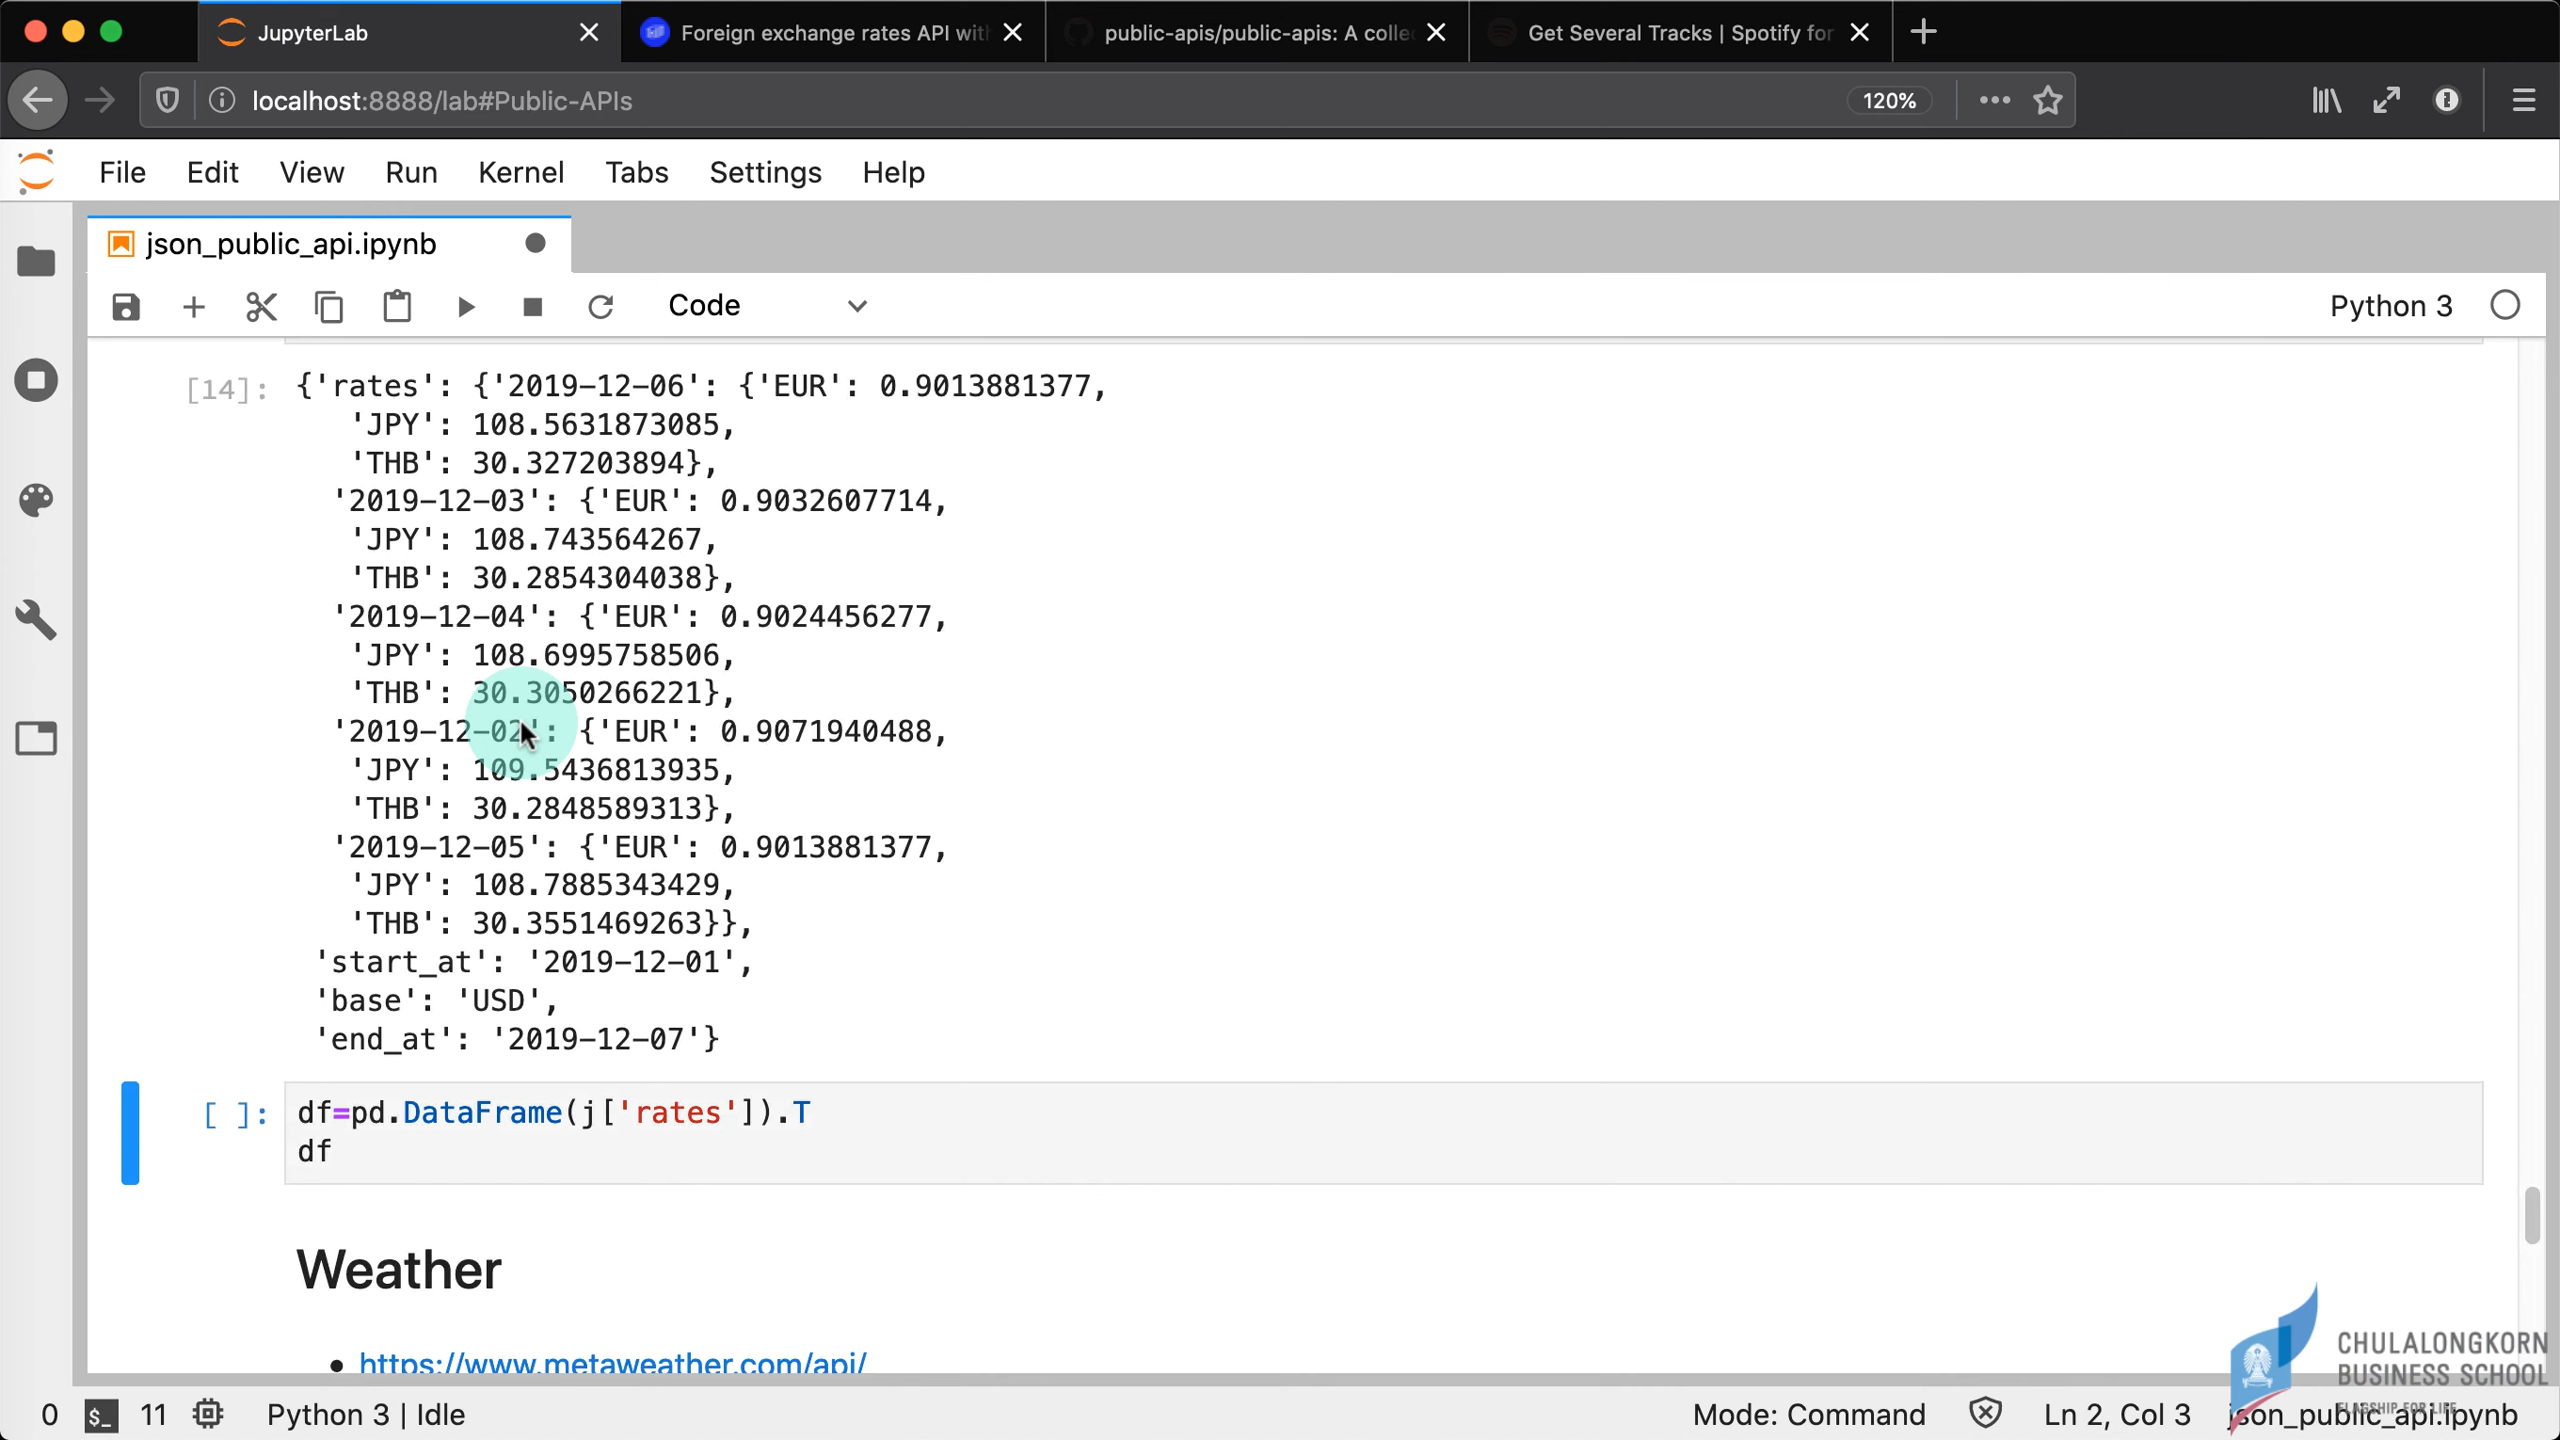 JupyterLab
Foreign exchange rates API with
public-apis/public-apis: A colle
Get Several Tracks | Spotify for
localhost:8888/lab#Public-APIs
120%
File Edit View Run Kernel Tabs Settings Help
json_public_api.ipynb
Code
Python 3
[14]: {'rates': {'2019-12-06': {'EUR': 0.9013881377,
'JPY': 108.5631873085,
'THB': 30.327203894},
'2019-12-03': {'EUR': 0.9032607714,
'JPY': 108.743564267,
'THB': 30.2854304038},
'2019-12-04': {'EUR': 0.9024456277,
'JPY': 108.6995758506,
'THB': 30.3050266221},
'2019-12-02': {'EUR': 0.9071940488,
'JPY': 109.5436813935,
'THB': 30.2848589313},
'2019-12-05': {'EUR': 0.9013881377,
'JPY': 108.7885343429,
'THB': 30.3551469263}},
'start_at': '2019-12-01',
'base': 'USD',
'end_at': '2019-12-07'}
[ ]: df=pd.DataFrame(j['rates']).T
df
Weather
• https://www.metaweather.com/api/
CHULALONGKORN
BUSINESS SCHOOL
FLAGSHIP FOR LIFE
0 $_ 11 Python 3 | Idle
Mode: Command Ln 2, Col 3 json_public_api.ipynb